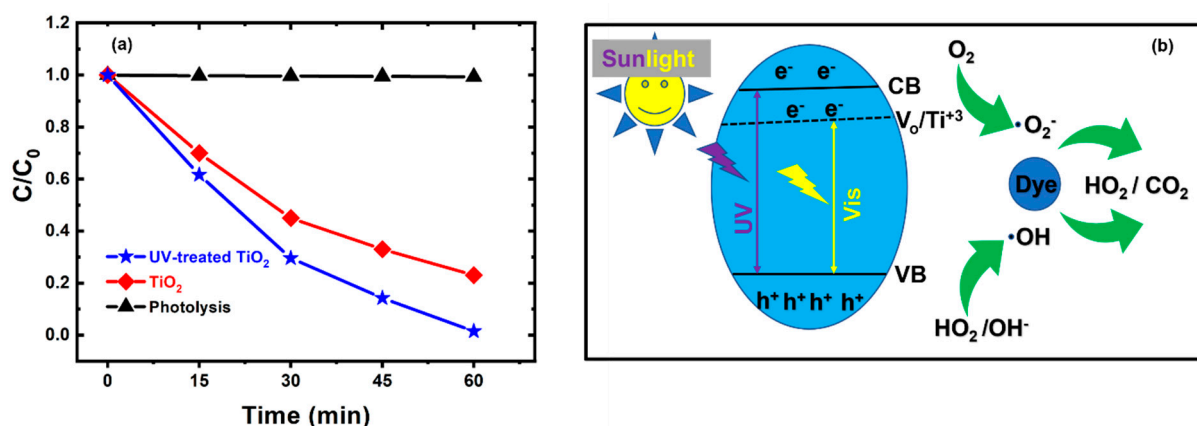 (a)
C/C₀
1.2
1.0
0.8
0.6
0.4
0.2
0.0
UV-treated TiO₂
TiO₂
Photolysis
0 15 30 45 60
Time (min)
(b)
Sunlight
e⁻ e⁻
CB
e⁻ e⁻
Vₒ/Ti⁺³
UV
Vis
VB
h⁺ h⁺ h⁺ h⁺
O₂
·O₂⁻
Dye
HO₂ / CO₂
·OH
HO₂/OH⁻